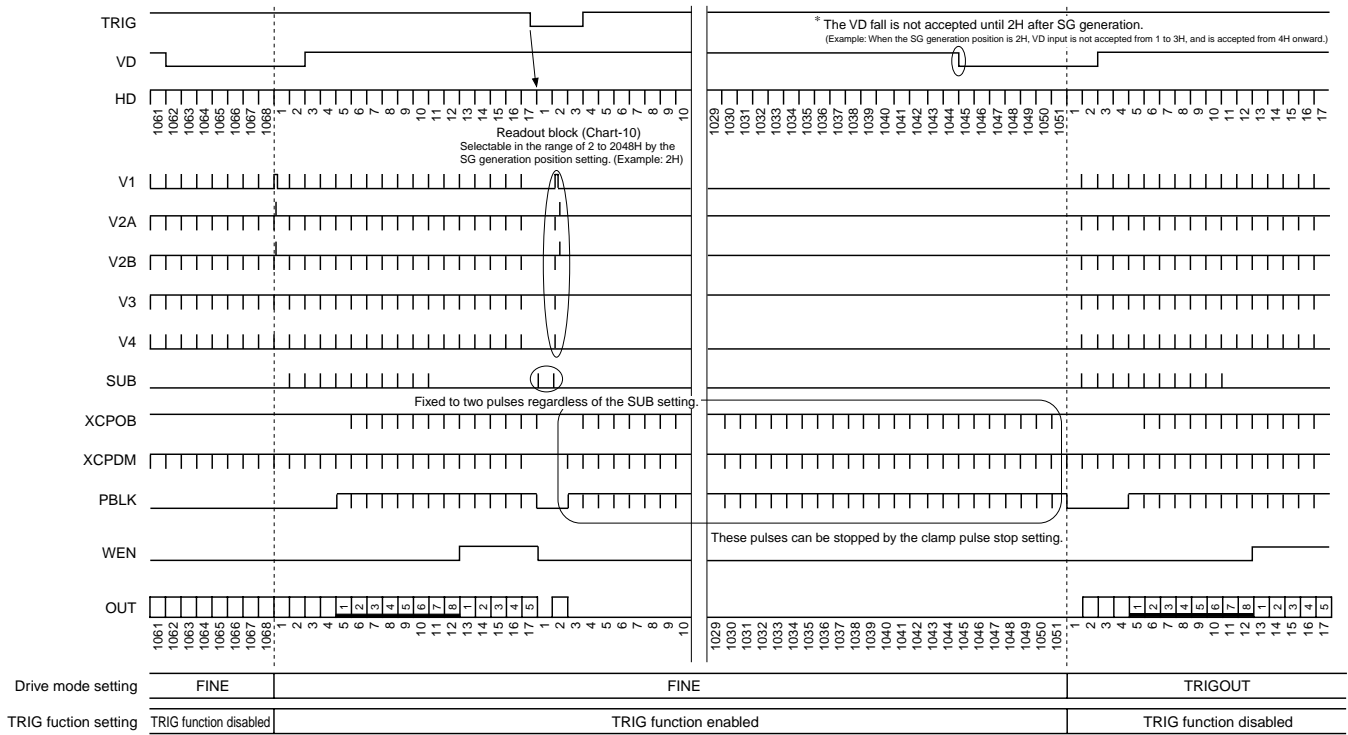 TRIG
* The VD fall is not accepted until 2H after SG generation.
(Example: When the SG generation position is 2H, VD input is not accepted from 1 to 3H, and is accepted from 4H onward.)
VD
HD
1061 1062 1063 1064 1065 1066 1067 1068 1 2 3 4 5 6 7 8 9 10 11 12 13 14 15 16 17 1 2 3 4 5 6 7 8 9 10 1029 1030 1031 1032 1033 1034 1035 1036 1037 1038 1039 1040 1041 1042 1043 1044 1045 1046 1047 1048 1049 1050 1051 1 2 3 4 5 6 7 8 9 10 11 12 13 14 15 16 17
Readout block (Chart-10)
Selectable in the range of 2 to 2048H by the
SG generation position setting. (Example: 2H)
V1
V2A
V2B
V3
V4
SUB
Fixed to two pulses regardless of the SUB setting.
XCPOB
XCPDM
PBLK
These pulses can be stopped by the clamp pulse stop setting.
WEN
OUT
1 2 3 4 5 6 7 8 1 2 3 4 5 1 2 3 4 5 6 7 8 1 2 3 4 5
1061 1062 1063 1064 1065 1066 1067 1068 1 2 3 4 5 6 7 8 9 10 11 12 13 14 15 16 17 1 2 3 4 5 6 7 8 9 10 1029 1030 1031 1032 1033 1034 1035 1036 1037 1038 1039 1040 1041 1042 1043 1044 1045 1046 1047 1048 1049 1050 1051 1 2 3 4 5 6 7 8 9 10 11 12 13 14 15 16 17
Drive mode setting FINE FINE TRIGOUT
TRIG fuction setting TRIG function disabled TRIG function enabled TRIG function disabled